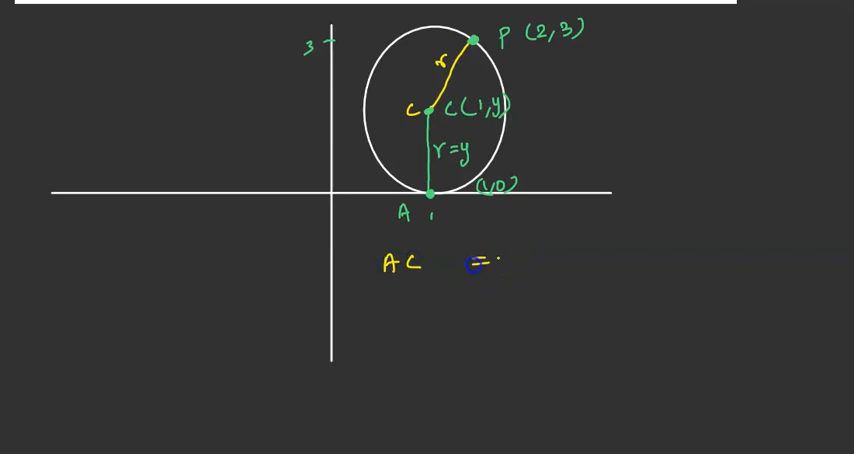 P (2,3)
3
r
C C(1,y)
r=y
(1,0)
A 1
AC =